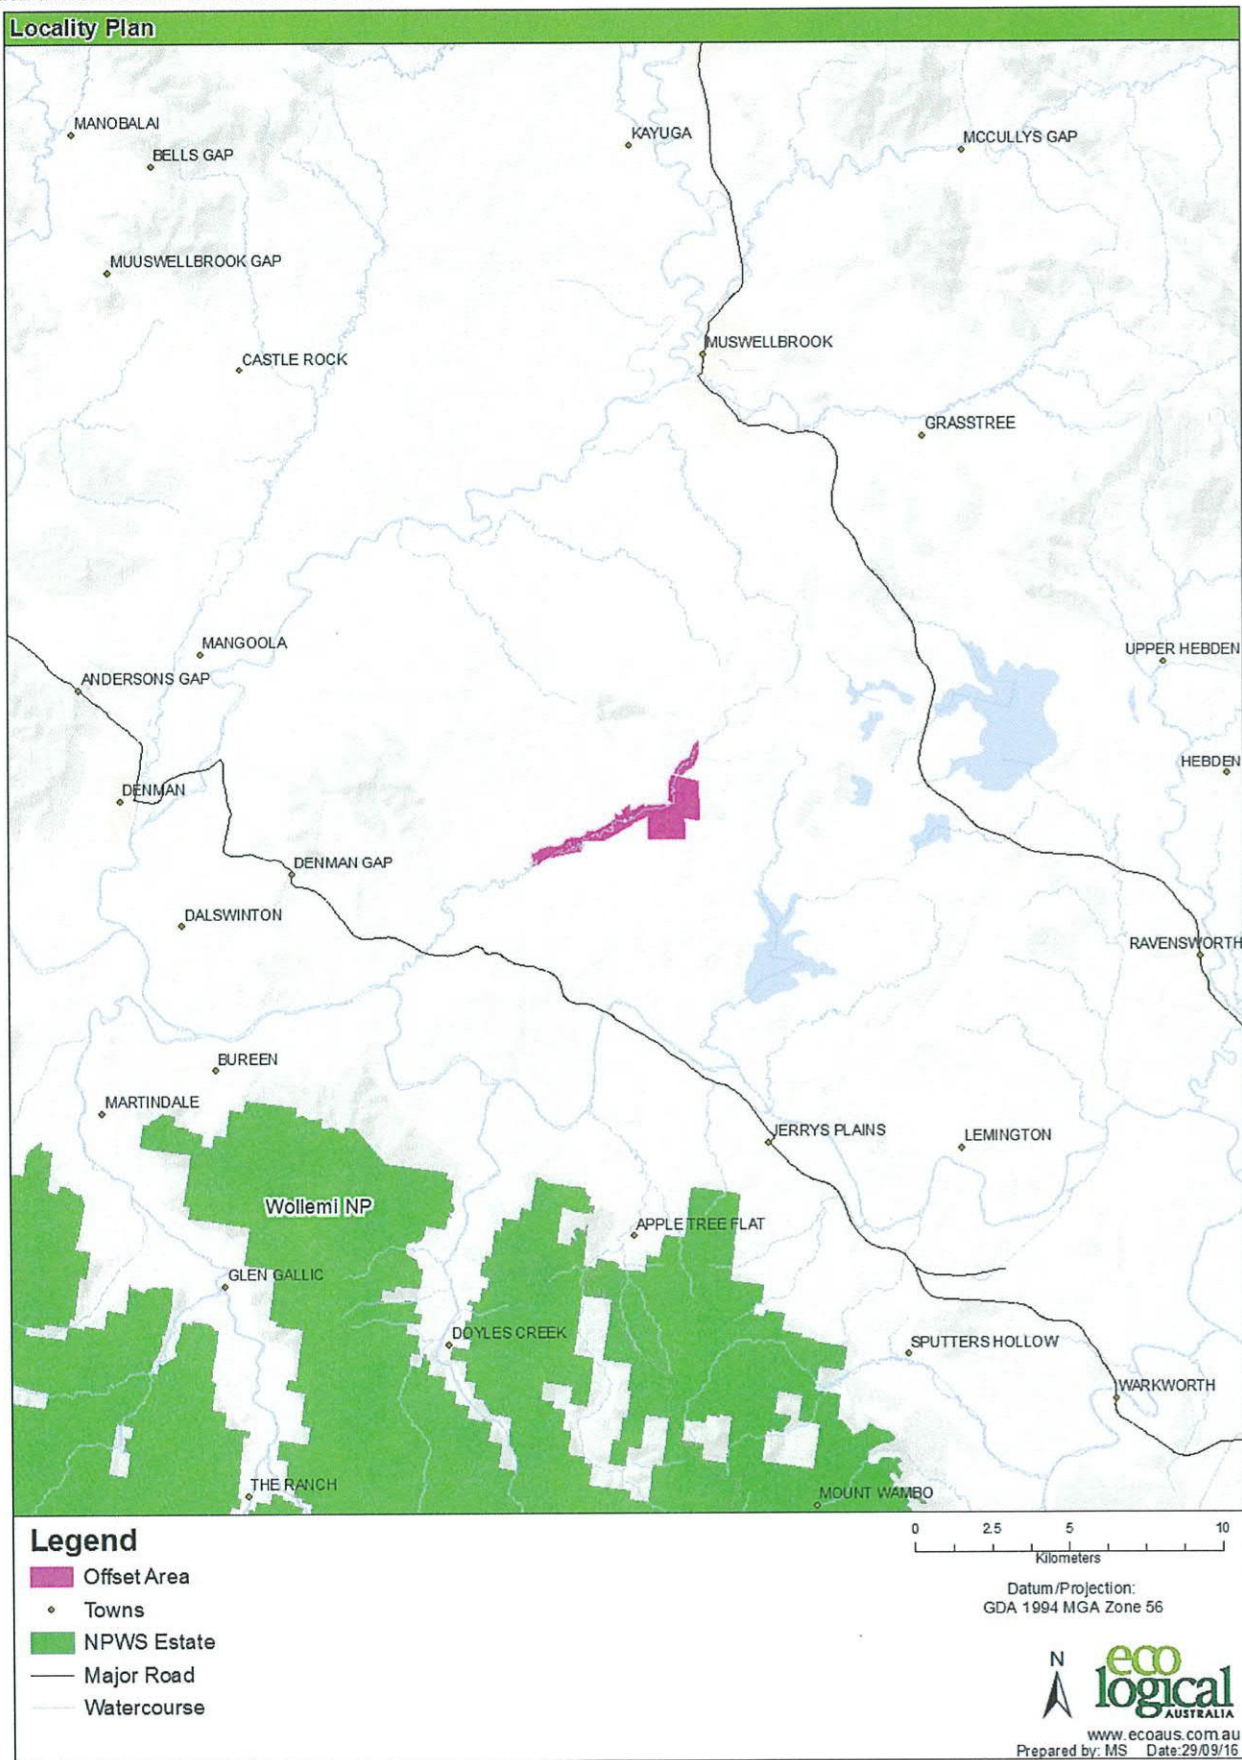 Locality Plan
MANOBALAI
KAYUGA
MCCULLYS GAP
BELLS GAP
MUUSWELLBROOK GAP
MUSWELLBROOK
CASTLE ROCK
GRASSTREE
MANGOOLA
UPPER HEBDEN
ANDERSONS GAP
HEBDEN
DENMAN
DENMAN GAP
DALSWINTON
RAVENSWORTH
BUREEN
MARTINDALE
JERRYS PLAINS
LEMINGTON
Wollemi NP
APPLE TREE FLAT
GLEN GALLIC
DOYLES CREEK
SPUTTERS HOLLOW
WARKWORTH
THE RANCH
MOUNT WAMBO
Legend
Offset Area
Towns
NPWS Estate
Major Road
Watercourse
0 2.5 5 10
Kilometers
Datum/Projection:
GDA 1994 MGA Zone 56
N
eco
logical
AUSTRALIA
www.ecoaus.com.au
Prepared by: MS Date:29/09/16